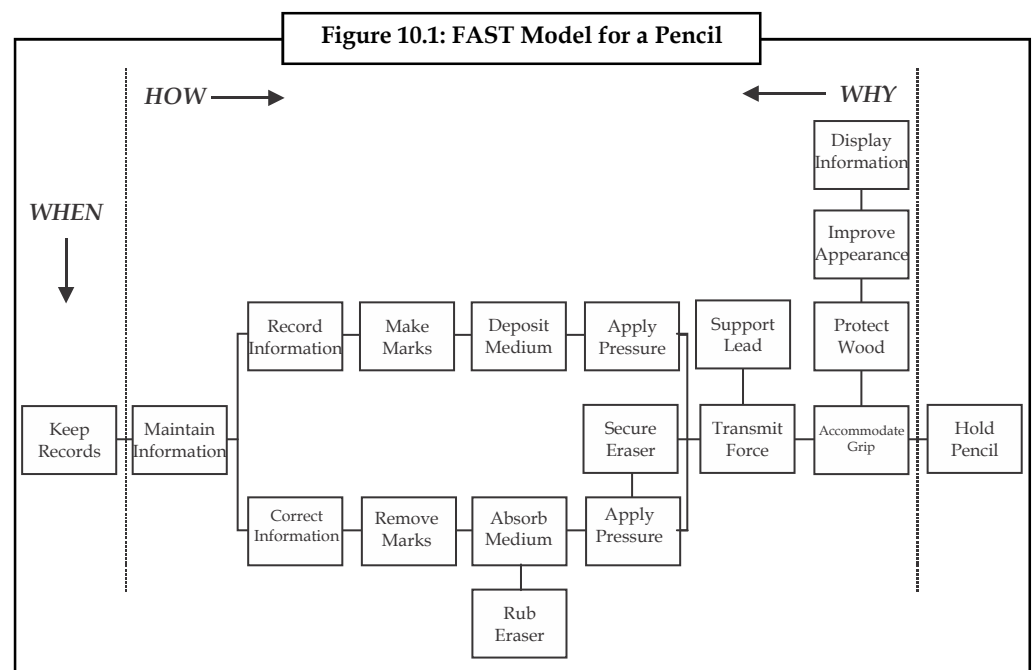 Figure 10.1: FAST Model for a Pencil
HOW
WHY
WHEN
Display
Information
Improve
Appearance
Record
Information
Make
Marks
Deposit
Medium
Apply
Pressure
Support
Lead
Protect
Wood
Keep
Records
Maintain
Information
Secure
Eraser
Transmit
Force
Accommodate
Grip
Hold
Pencil
Correct
Information
Remove
Marks
Absorb
Medium
Apply
Pressure
Rub
Eraser